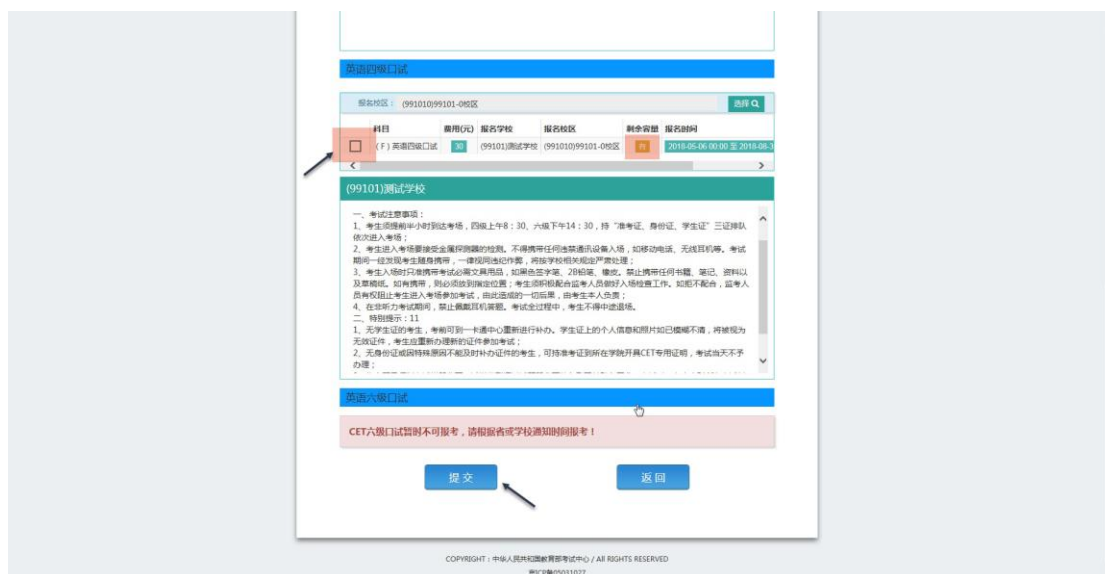 英语四级口试
报名校区： (991010)99101-0校区 选择
科目 费用(元) 报名学校 报名校区 剩余容量 报名时间
( F ) 英语四级口试 30 (99101)测试学校 (991010)99101-0校区 有 2018-05-06 00:00 至 2018-08-3
(99101)测试学校
一、考试注意事项：
1、考生须提前半小时到达考场，四级上午8：30，六级下午14：30，持“准考证、身份证、学生证”三证排队
依次进入考场；
2、考生进入考场要接受金属探测器的检测。不得携带任何违禁通讯设备入场，如移动电话、无线耳机等。考试
期间一经发现考生随身携带，一律视同违纪作弊，将按学校相关规定严肃处理；
3、考生入场时只准携带考试必需文具用品，如黑色签字笔、2B铅笔、橡皮。禁止携带任何书籍、笔记、资料以
及草稿纸。如有携带，则必须放到指定位置；考生须积极配合监考人员做好入场检查工作。如拒不配合，监考人
员有权阻止考生进入考场参加考试，由此造成的一切后果，由考生本人负责；
4、在非听力考试期间，禁止佩戴耳机答题。考试全过程中，考生不得中途退场。
二、特别提示：11
1、无学生证的考生，考前可到一卡通中心重新进行补办。学生证上的个人信息和照片如已模糊不清，将被视为
无效证件，考生应重新办理新的证件参加考试；
2、无身份证或因特殊原因不能及时补办证件的考生，可持准考证到所在学院开具CET专用证明，考试当天不予
办理；
英语六级口试
CET六级口试暂时不可报考，请根据省或学校通知时间报考！
提 交 返 回
COPYRIGHT：中华人民共和国教育部考试中心 / All RIGHTS RESERVED
京ICP备05031027